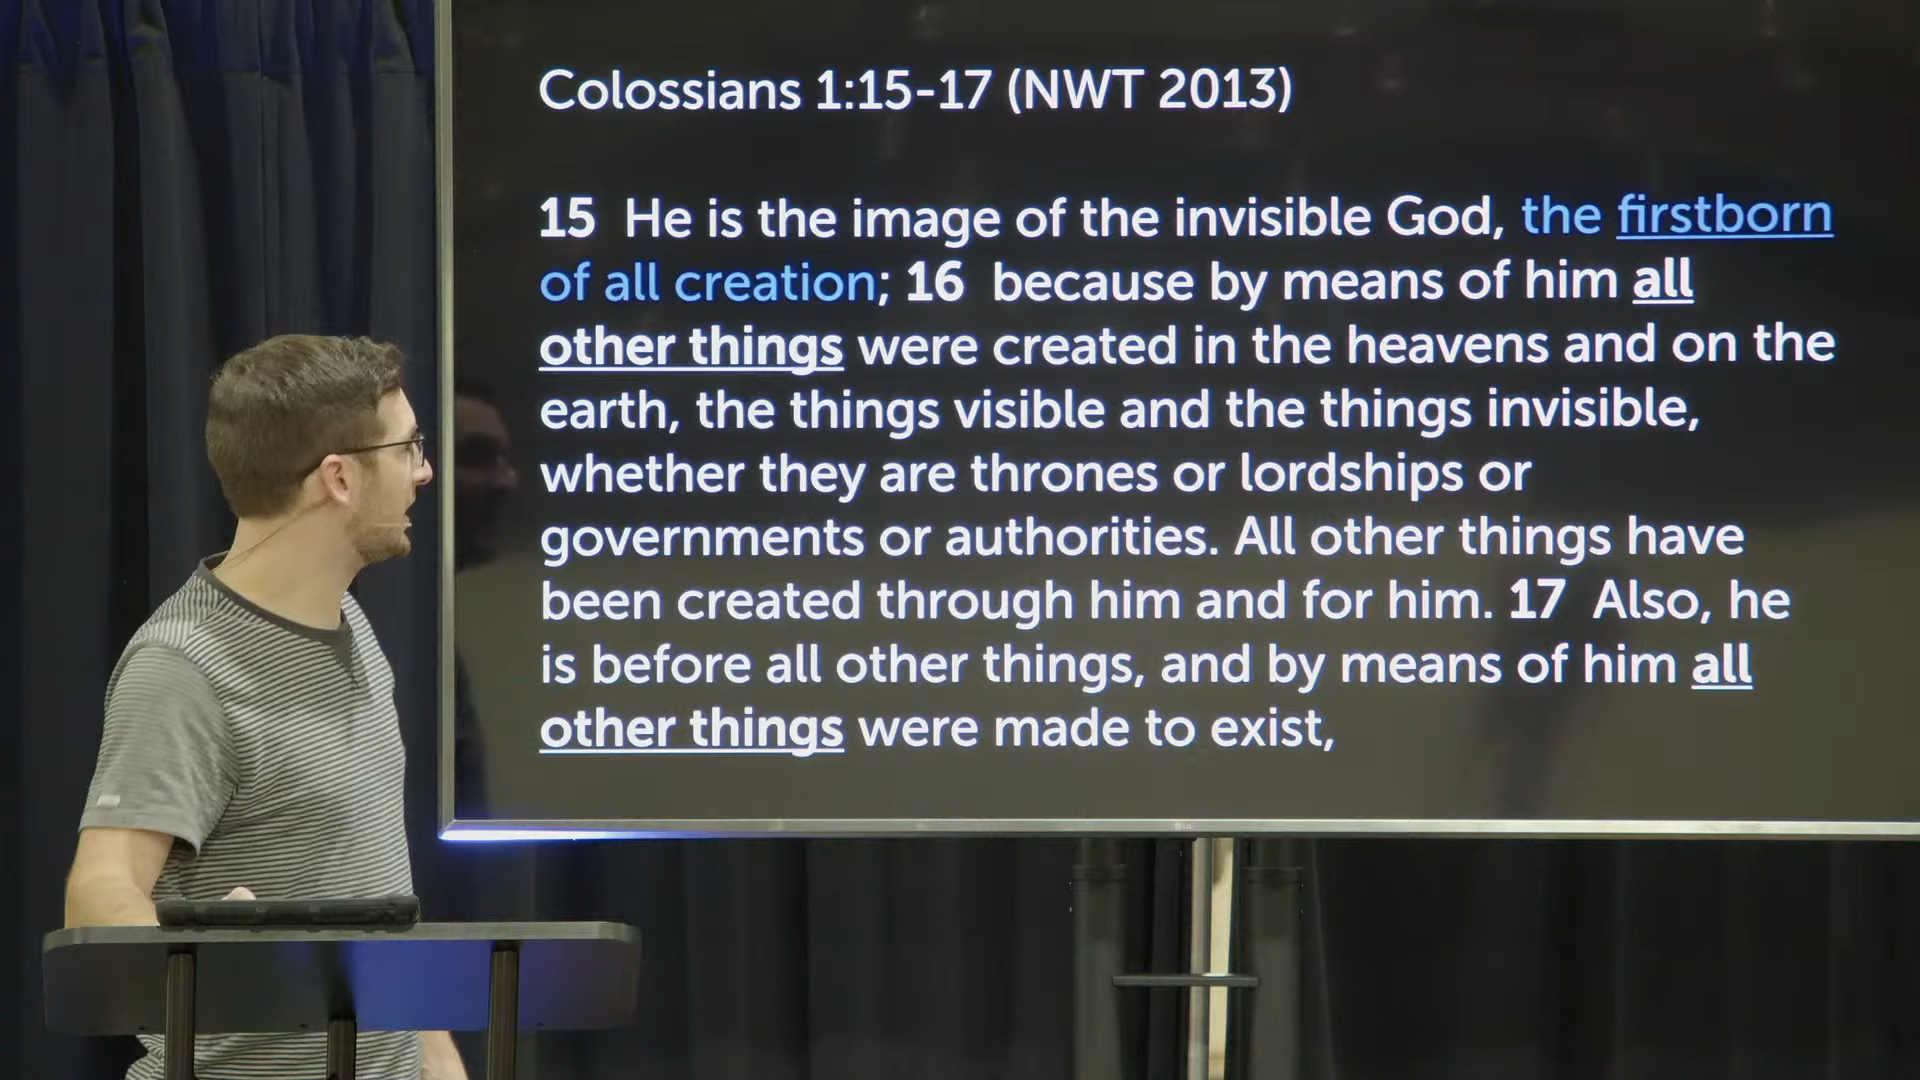 Colossians 1:15-17 (NWT 2013)
15 He is the image of the invisible God, the firstborn
of all creation; 16 because by means of him all
other things were created in the heavens and on the
earth, the things visible and the things invisible,
whether they are thrones or lordships or
governments or authorities. All other things have
been created through him and for him. 17 Also, he
is before all other things, and by means of him all
other things were made to exist,